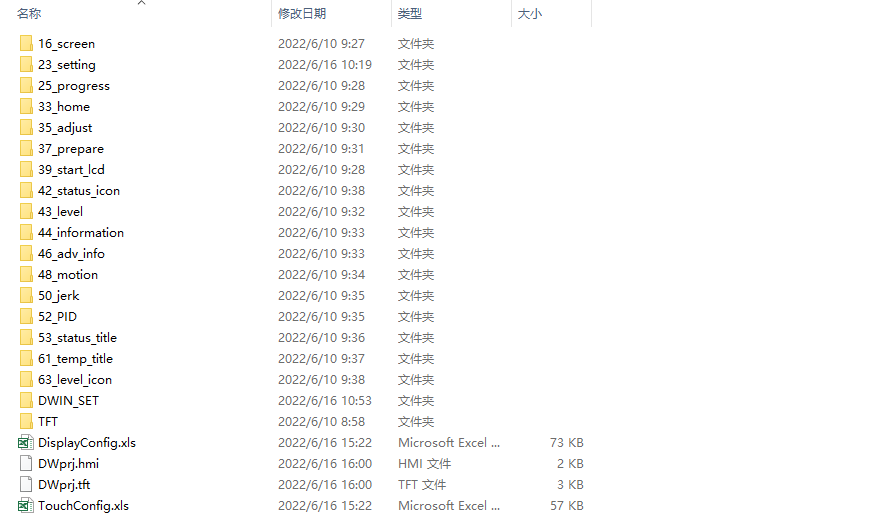 名称 修改日期 类型 大小
16_screen 2022/6/10 9:27 文件夹
23_setting 2022/6/16 10:19 文件夹
25_progress 2022/6/10 9:28 文件夹
33_home 2022/6/10 9:29 文件夹
35_adjust 2022/6/10 9:30 文件夹
37_prepare 2022/6/10 9:31 文件夹
39_start_lcd 2022/6/10 9:28 文件夹
42_status_icon 2022/6/10 9:38 文件夹
43_level 2022/6/10 9:32 文件夹
44_information 2022/6/10 9:33 文件夹
46_adv_info 2022/6/10 9:33 文件夹
48_motion 2022/6/10 9:34 文件夹
50_jerk 2022/6/10 9:35 文件夹
52_PID 2022/6/10 9:35 文件夹
53_status_title 2022/6/10 9:36 文件夹
61_temp_title 2022/6/10 9:37 文件夹
63_level_icon 2022/6/10 9:38 文件夹
DWIN_SET 2022/6/16 10:53 文件夹
TFT 2022/6/10 8:58 文件夹
DisplayConfig.xls 2022/6/16 15:22 Microsoft Excel ... 73 KB
DWprj.hmi 2022/6/16 16:00 HMI 文件 2 KB
DWprj.tft 2022/6/16 16:00 TFT 文件 3 KB
TouchConfig.xls 2022/6/16 15:22 Microsoft Excel ... 57 KB